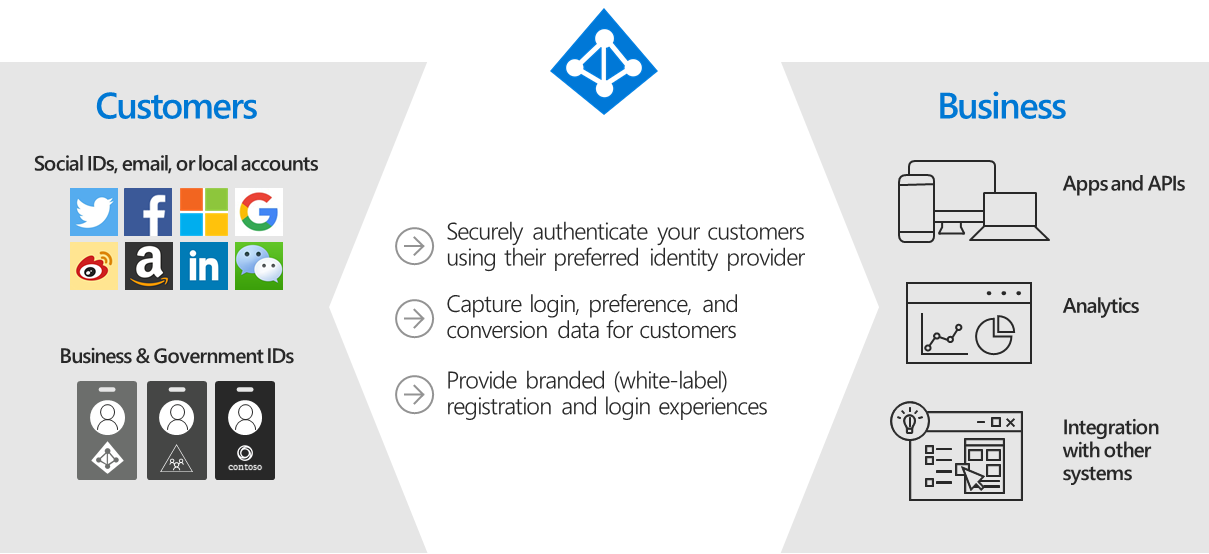 Customers
Social IDs, email, or local accounts
f
G
a
in
Business & Government IDs
contoso
Securely authenticate your customers
using their preferred identity provider
Capture login, preference, and
conversion data for customers
Provide branded (white-label)
registration and login experiences
Business
Apps and APIs
Analytics
Integration
with other
systems